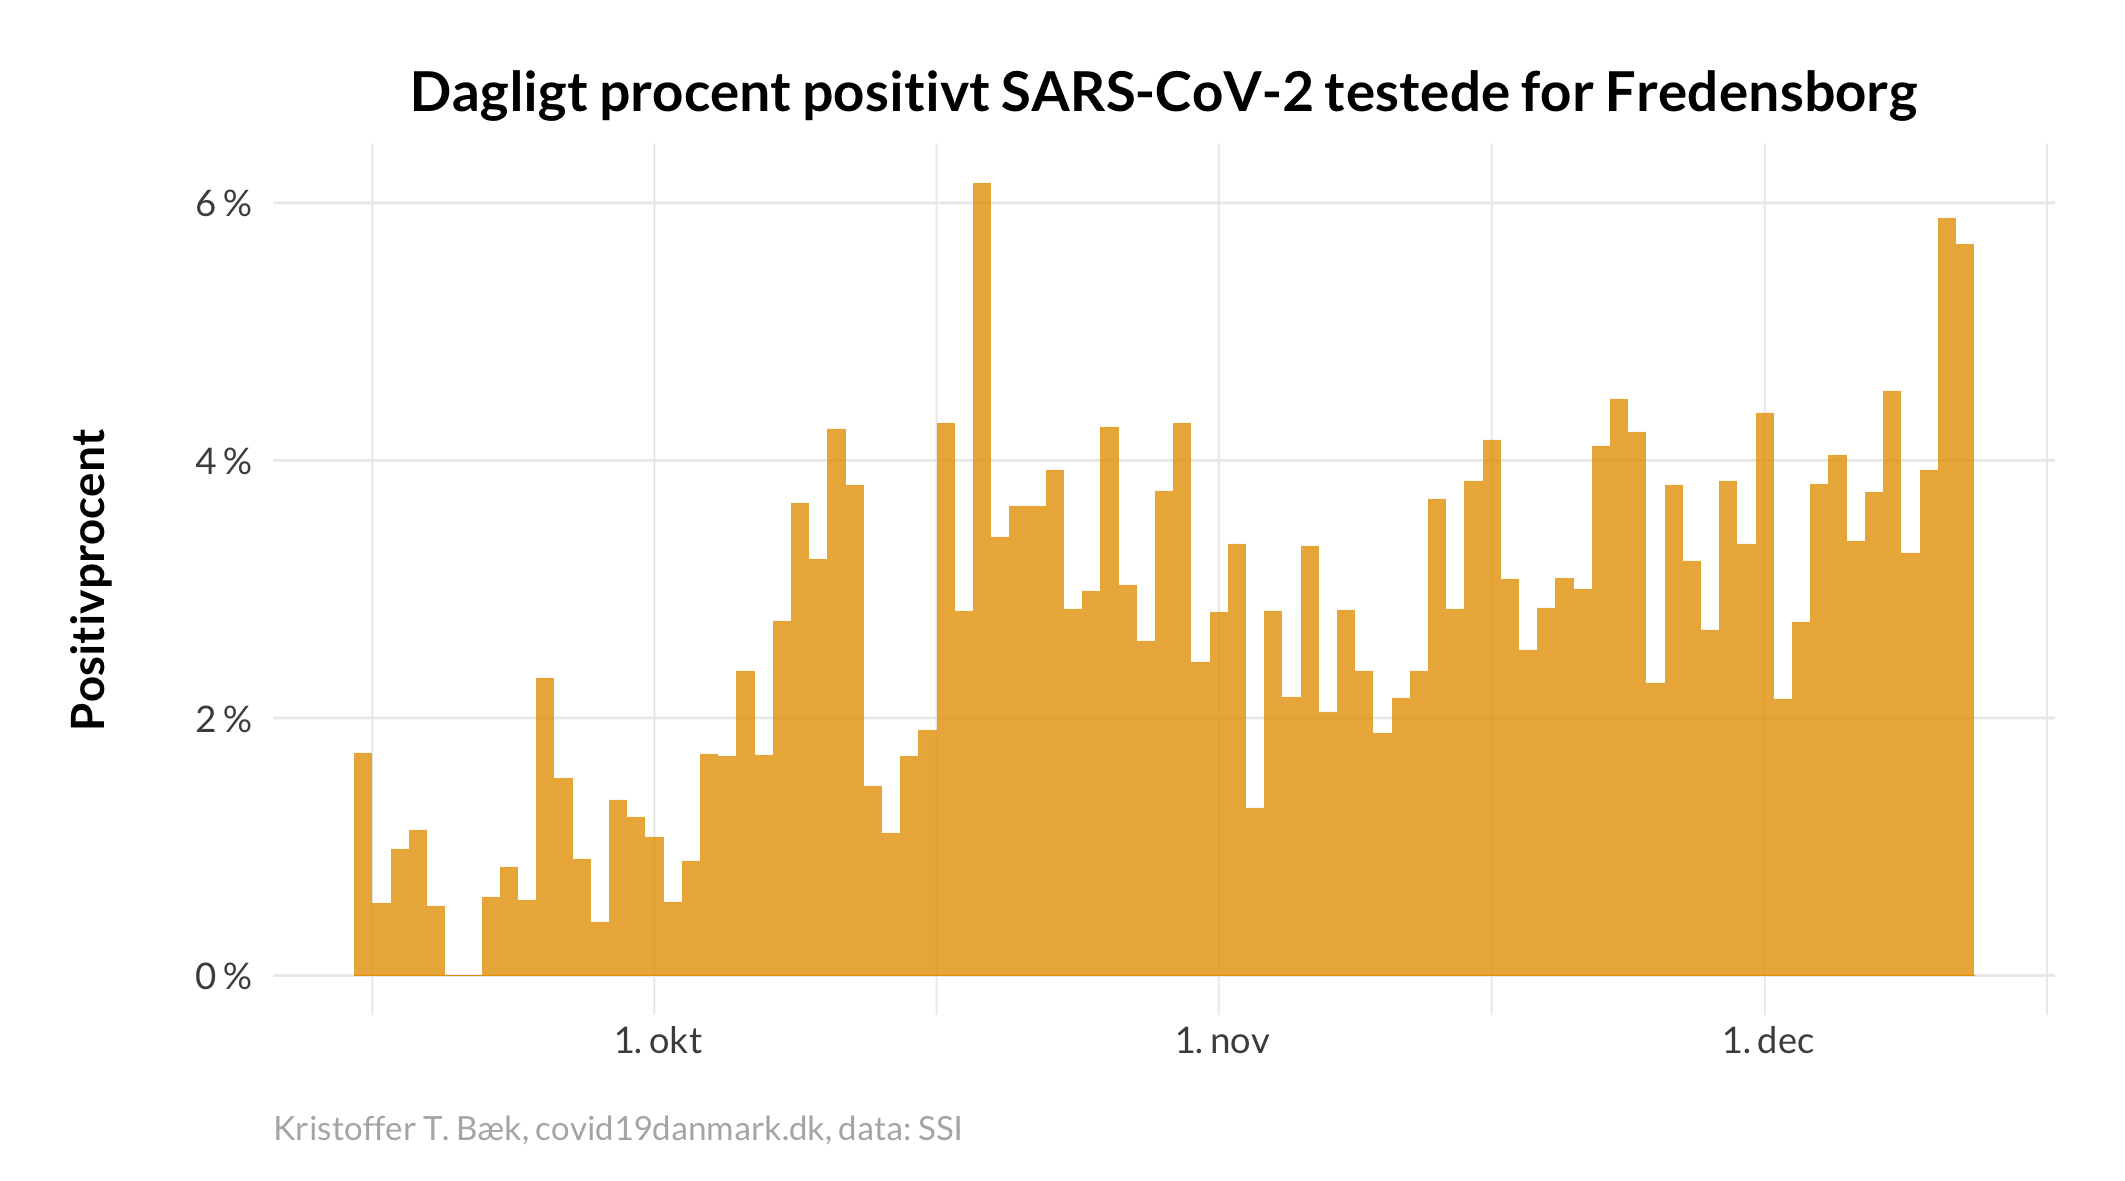 Dagligt procent positivt SARS-CoV-2 testede for Fredensborg
Positivprocent
6 %
4 %
2 %
0 %
1. okt
1. nov
1. dec
Kristoffer T. Bæk, covid19danmark.dk, data: SSI